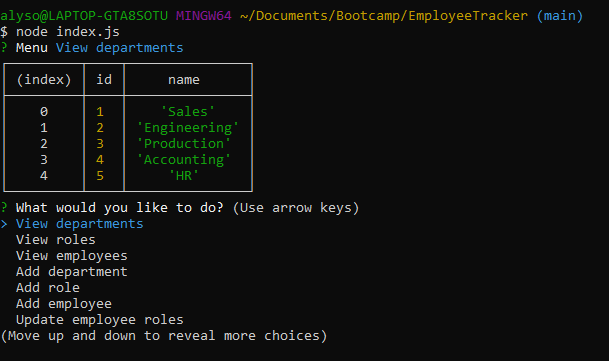 alyso@LAPTOP-GTA8SOTU MINGW64 ~/Documents/Bootcamp/EmployeeTracker (main)
$ node index.js
? Menu View departments
(index) id name
0 1 'Sales'
1 2 'Engineering'
2 3 'Production'
3 4 'Accounting'
4 5 'HR'
? What would you like to do? (Use arrow keys)
> View departments
View roles
View employees
Add department
Add role
Add employee
Update employee roles
(Move up and down to reveal more choices)